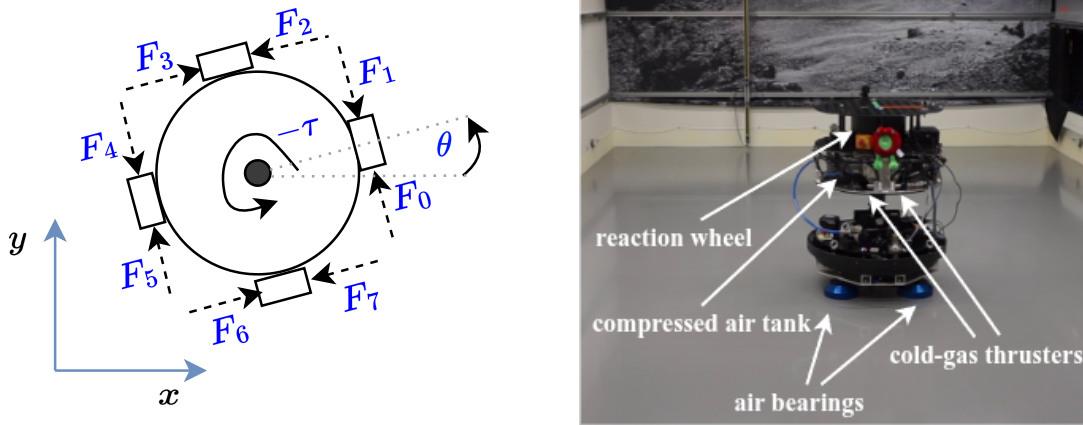 F₃
F₂
F₁
−τ
F₄
θ
F₀
y
F₅
F₇
F₆
x
reaction wheel
compressed air tank
cold-gas thrusters
air bearings